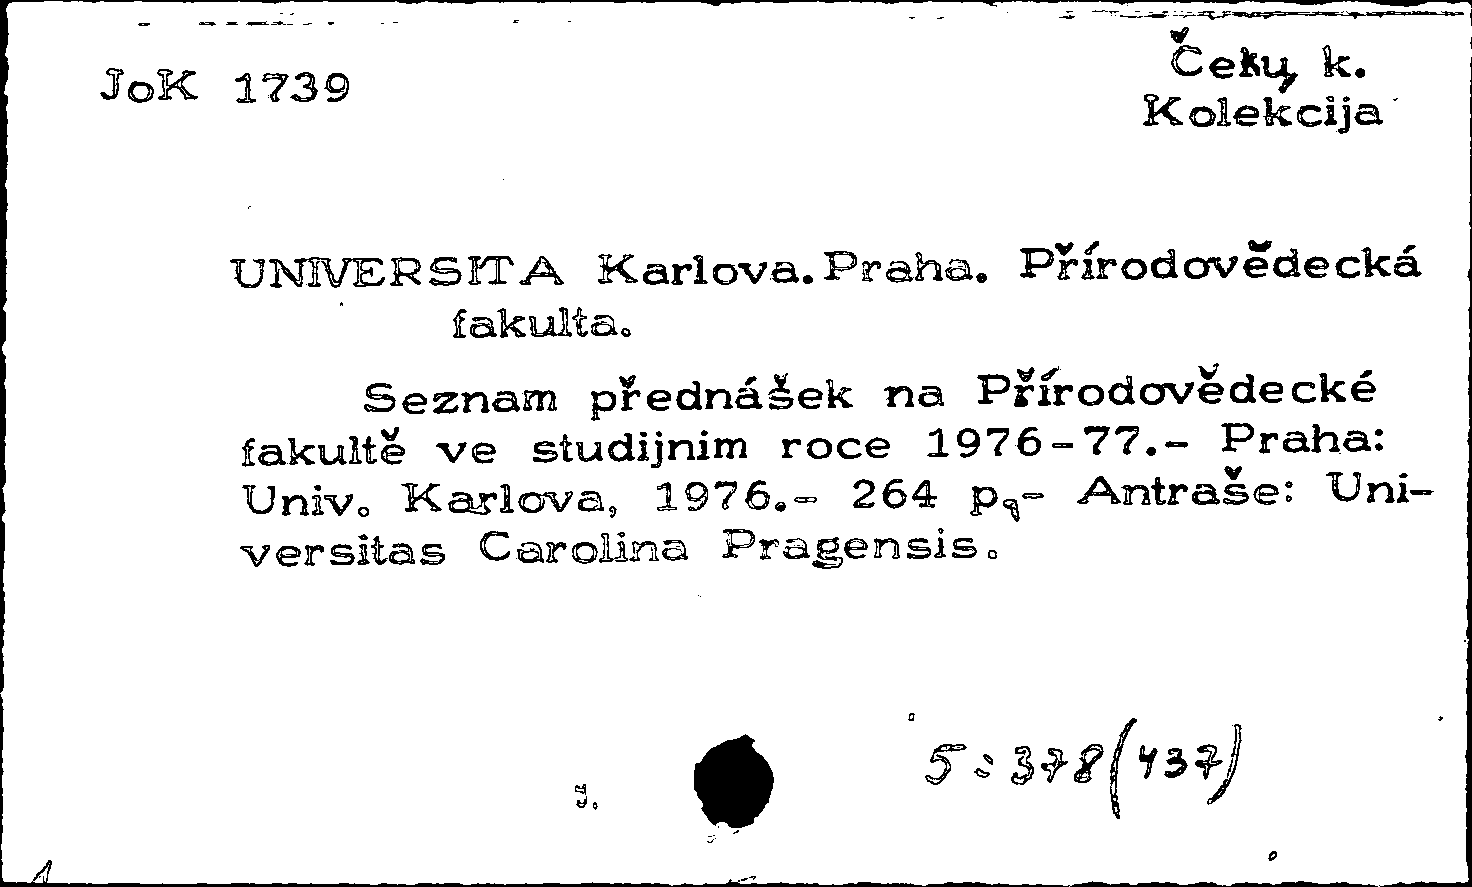 JoK 1739
Čekų k.
Kolekcija
UNIVERSITA Karlova. Praha. Přírodovědecká
fakulta.
Seznam přednášek na Přírodovědecké
fakultě ve studijnim roce 1976-77.- Praha:
Univ. Karlova, 1976.- 264 p,- Antraše: Uni-
versitas Carolina Pragensis.
5:378(437)